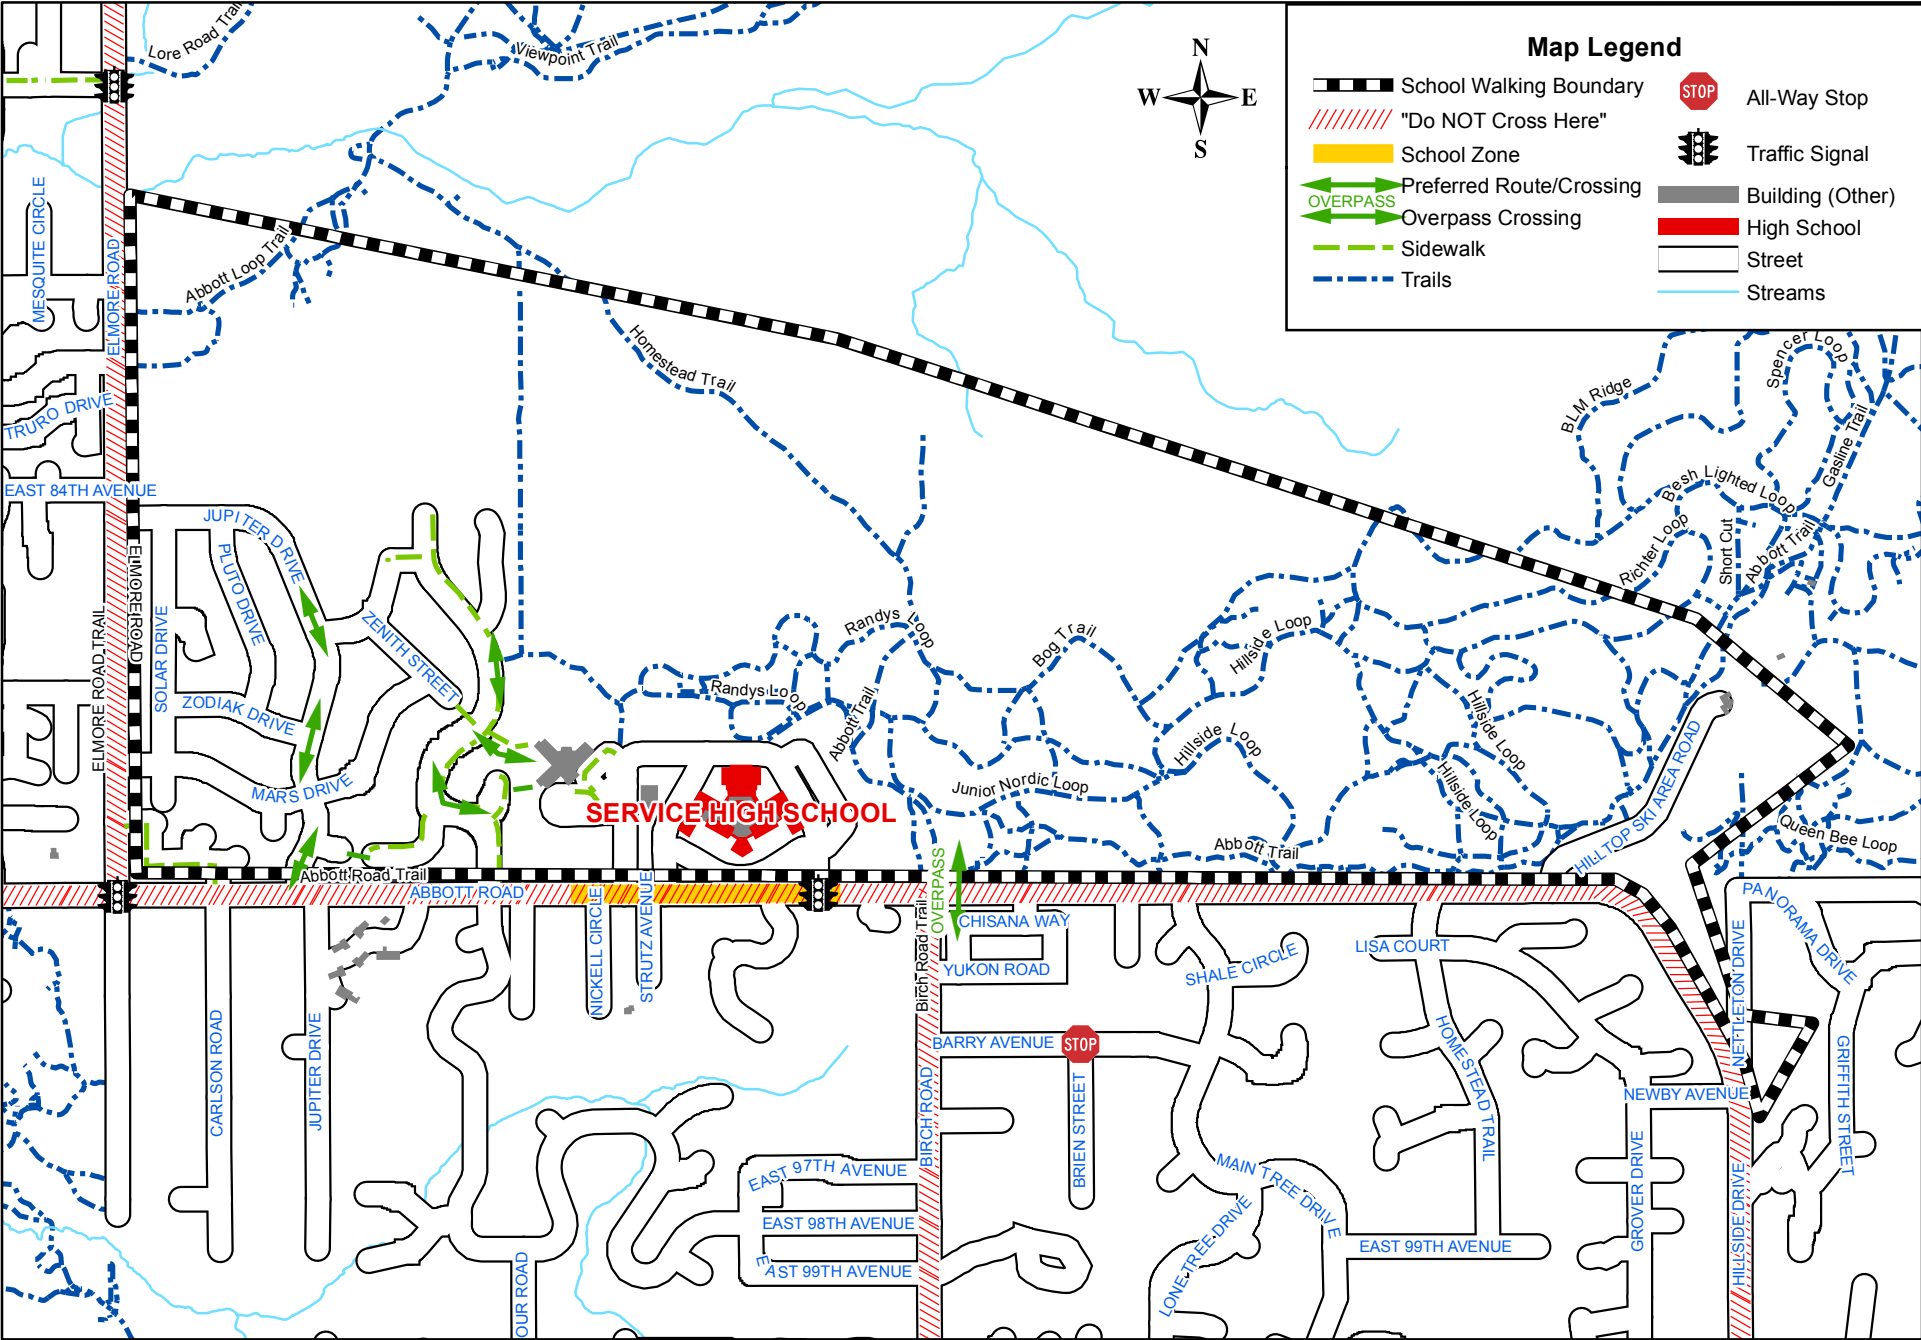 Lore Road Trail
Viewpoint Trail
N
W
E
S
Map Legend
School Walking Boundary
"Do NOT Cross Here"
School Zone
Preferred Route/Crossing
OVERPASS
Overpass Crossing
Sidewalk
Trails
STOP
All-Way Stop
Traffic Signal
Building (Other)
High School
Street
Streams
MESQUITE CIRCLE
ELMORE ROAD
Abbott Loop Trail
Homestead Trail
TRURO DRIVE
EAST 84TH AVENUE
BLM Ridge
Spencer Loop
Gasline Trail
Besh Lighted Loop
Richter Loop
Short Cut
Abbott Trail
JUPITER DRIVE
PLUTO DRIVE
ELMORE ROAD
ELMORE ROAD TRAIL
SOLAR DRIVE
ZENITH STREET
ZODIAK DRIVE
MARS DRIVE
Randys Loop
Randys Loop
Abbott Trail
Bog Trail
Hillside Loop
Hillside Loop
Hillside Loop
Hillside Loop
Junior Nordic Loop
Abbott Trail
HILLTOP SKI AREA ROAD
Queen Bee Loop
SERVICE HIGH SCHOOL
Abbott Road Trail
ABBOTT ROAD
OVERPASS
NICKELL CIRCLE
STRUTZ AVENUE
Birch Road Trail
CHISANA WAY
YUKON ROAD
SHALE CIRCLE
LISA COURT
PANORAMA DRIVE
NETTLETON DRIVE
CARLSON ROAD
JUPITER DRIVE
BARRY AVENUE
STOP
BRIEN STREET
BIRCH ROAD
HOMESTEAD TRAIL
NEWBY AVENUE
GRIFFITH STREET
GROVER DRIVE
HILLSIDE DRIVE
EAST 97TH AVENUE
EAST 98TH AVENUE
EAST 99TH AVENUE
MAIN TREE DRIVE
LONE TREE DRIVE
EAST 99TH AVENUE
OUR ROAD